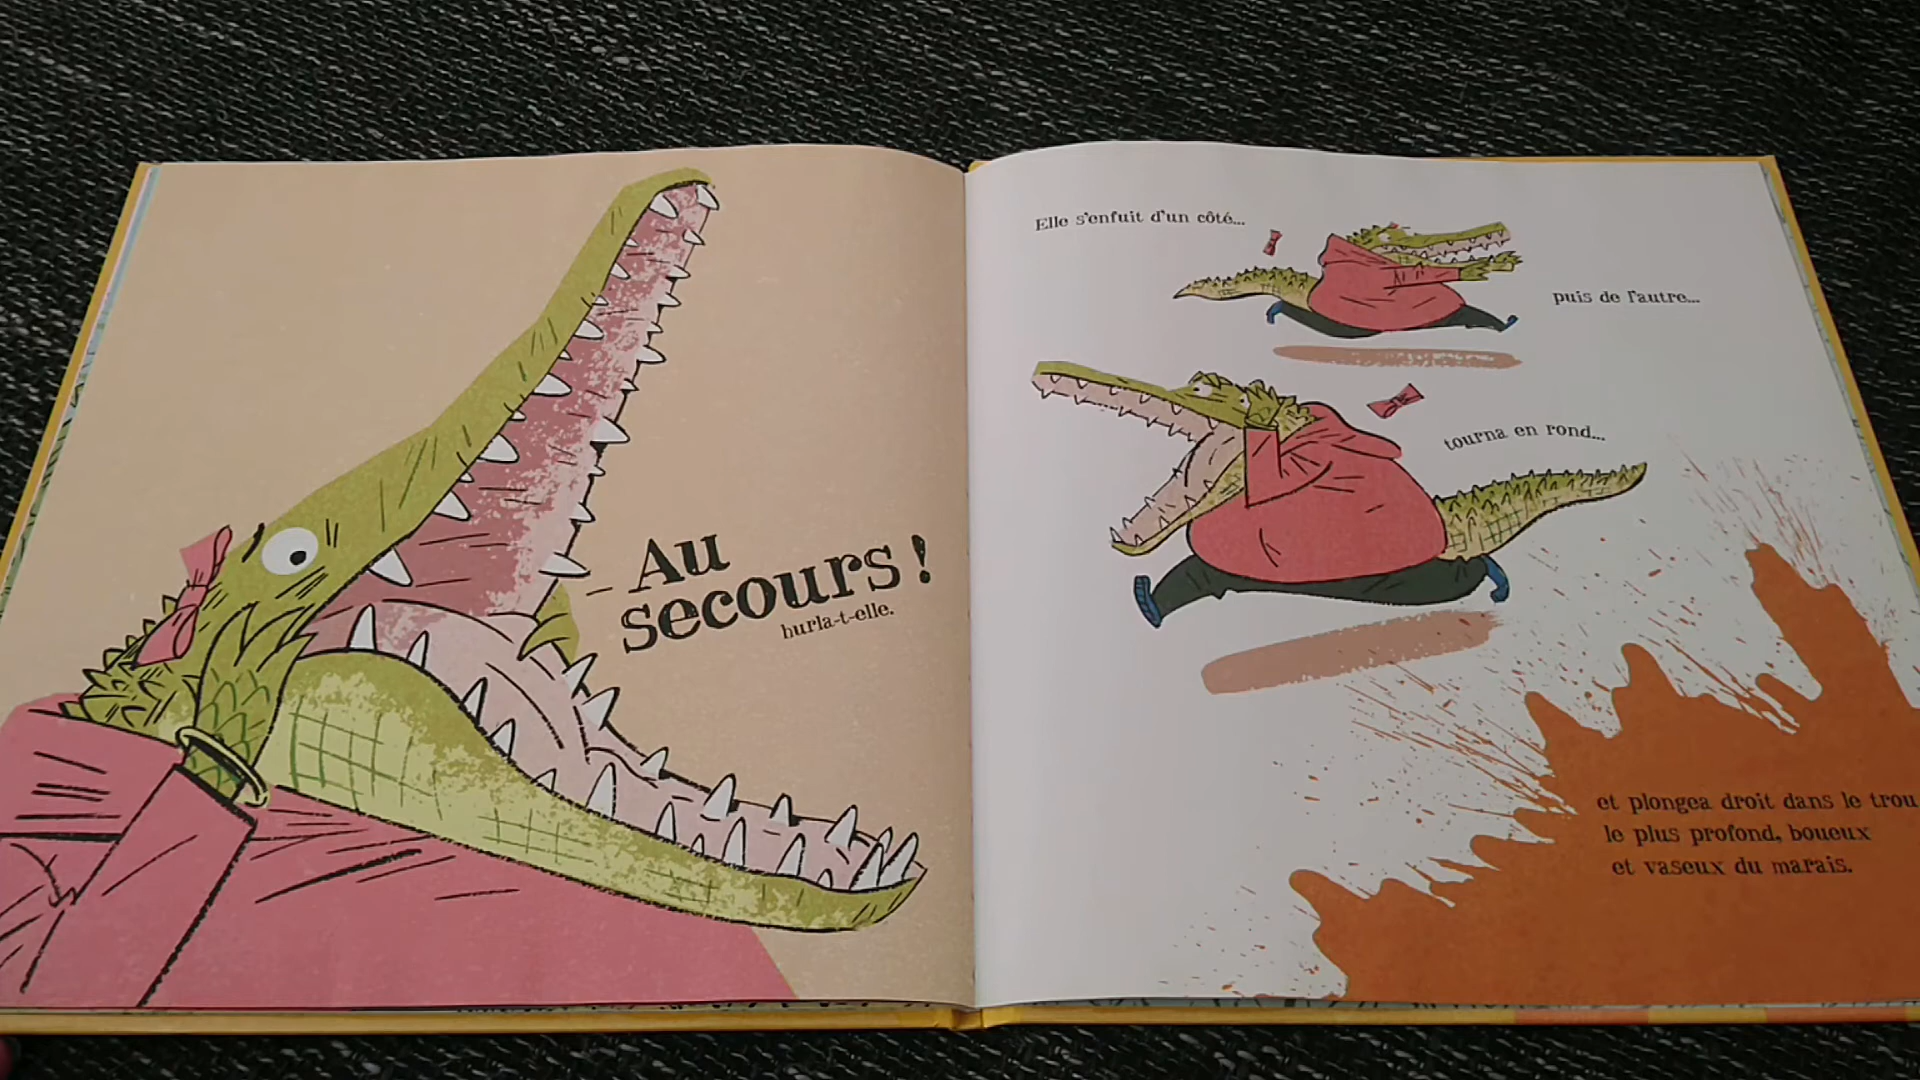 – Au
secours !
hurla-t-elle.
Elle s'enfuit d'un côté...
puis de l'autre...
tourna en rond...
et plongea droit dans le trou
le plus profond, boueux
et vaseux du marais.